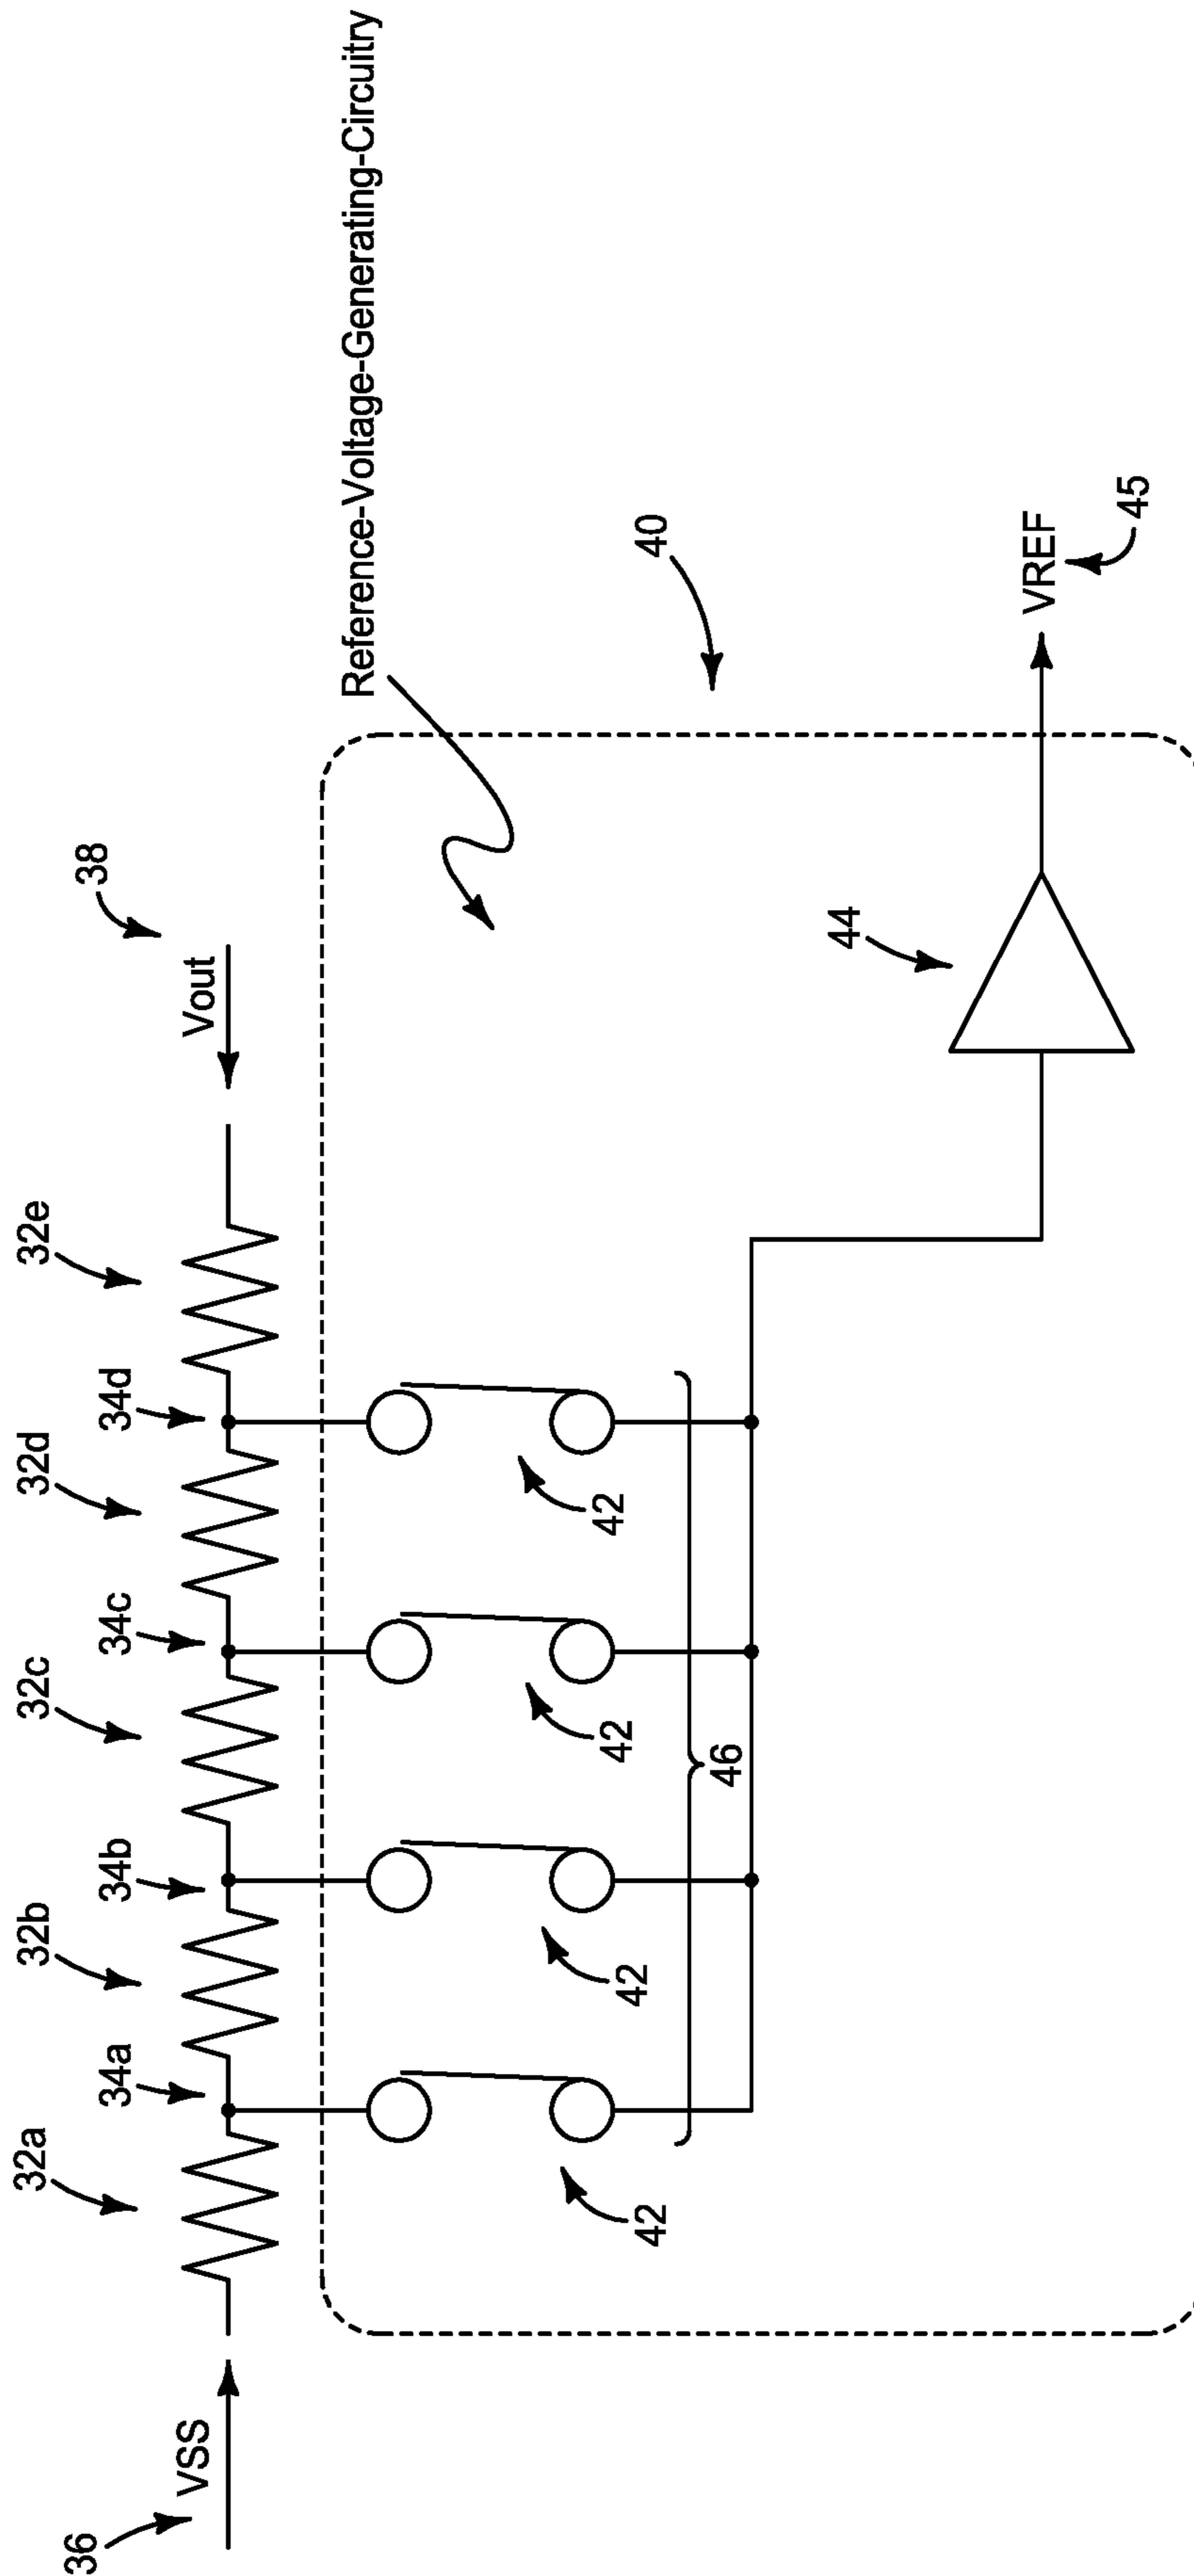 32a
34a
32b
34b
32c
34c
32d
34d
32e
38
36
VSS
Vout
Reference-Voltage-Generating-Circuitry
42
42
42
42
40
46
44
VREF
45